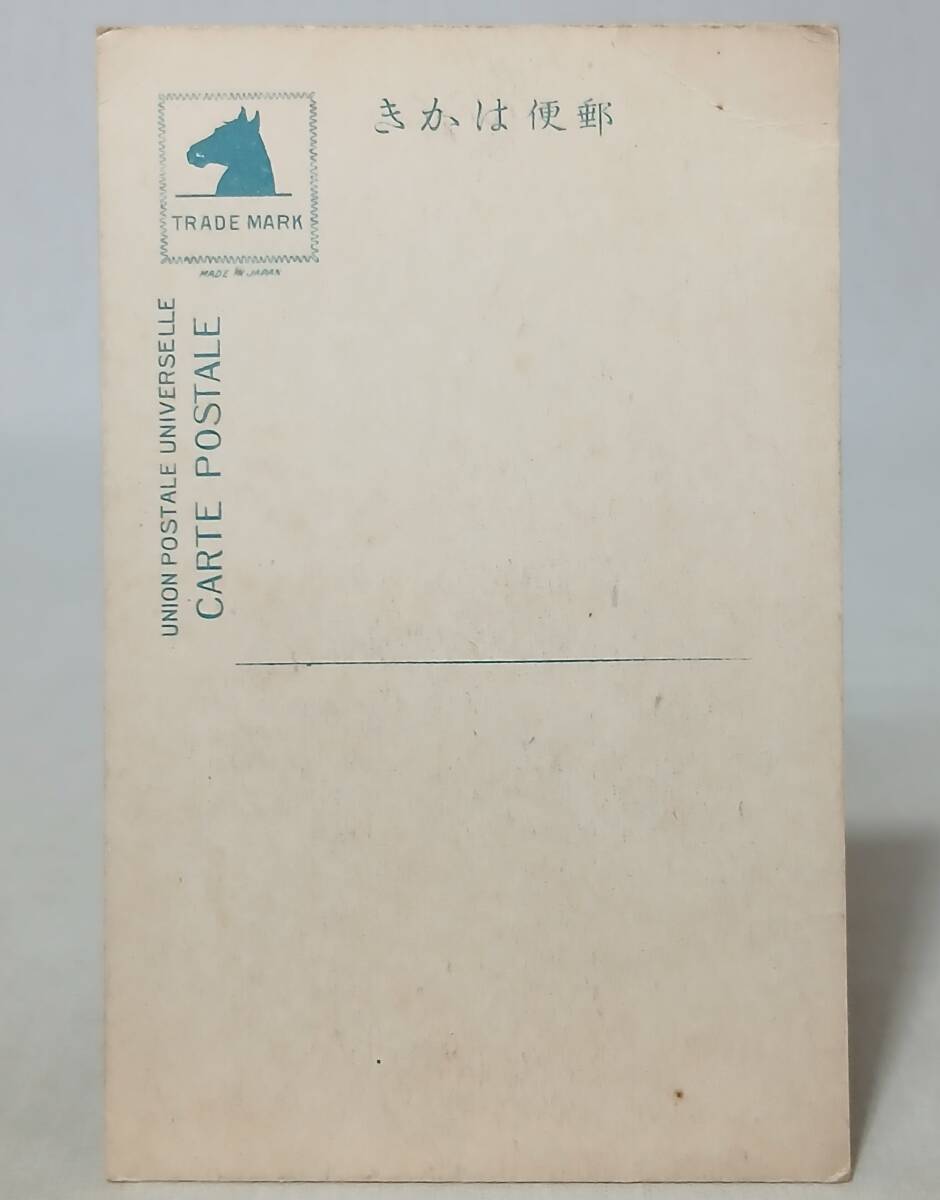 きかは便郵
TRADE MARK
MADE IN JAPAN
UNION POSTALE UNIVERSELLE
CARTE POSTALE